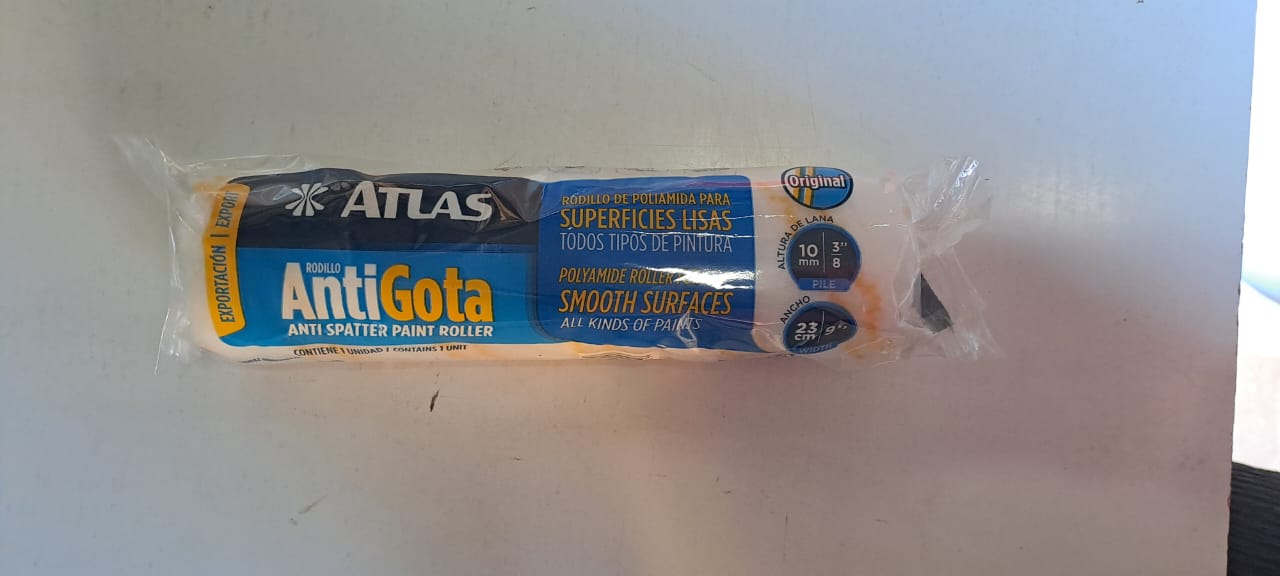 EXPORTACIÓN | EXPORT
ATLAS
RODILLO
AntiGota
ANTI SPATTER PAINT ROLLER
CONTIENE 1 UNIDAD / CONTAINS 1 UNIT
RODILLO DE POLIAMIDA PARA
SUPERFICIES LISAS
TODOS TIPOS DE PINTURA
POLYAMIDE ROLLER
SMOOTH SURFACES
ALL KINDS OF PAINTS
Original
ALTURA DE LANA
10 mm | 3" 8
PILE
ANCHO
23 cm | 9"
WIDTH